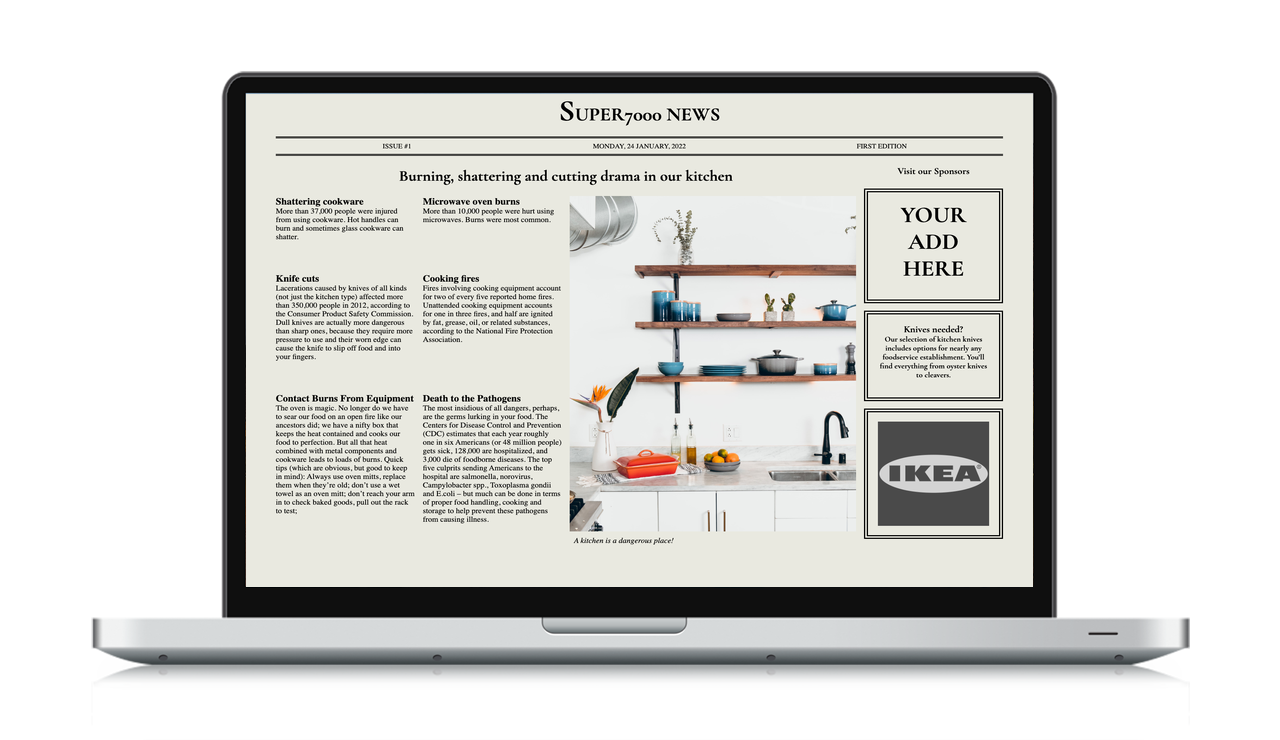 SUPER7000 NEWS
ISSUE #1
MONDAY, 24 JANUARY, 2022
FIRST EDITION
Burning, shattering and cutting drama in our kitchen
Shattering cookware
More than 37,000 people were injured
from using cookware. Hot handles can
burn and sometimes glass cookware can
shatter.
Microwave oven burns
More than 10,000 people were hurt using
microwaves. Burns were most common.
Knife cuts
Lacerations caused by knives of all kinds
(not just the kitchen type) affected more
than 350,000 people in 2012, according to
the Consumer Product Safety Commission.
Dull knives are actually more dangerous
than sharp ones, because they require more
pressure to use and their worn edge can
cause the knife to slip off food and into
your fingers.
Cooking fires
Fires involving cooking equipment account
for two of every five reported home fires.
Unattended cooking equipment accounts
for one in three fires, and half are ignited
by fat, grease, oil, or related substances,
according to the National Fire Protection
Association.
Contact Burns From Equipment
The oven is magic. No longer do we have
to sear our food on an open fire like our
ancestors did; we have a nifty box that
keeps the heat contained and cooks our
food to perfection. But all that heat
combined with metal components and
cookware leads to loads of burns. Quick
tips (which are obvious, but good to keep
in mind): Always use oven mitts, replace
them when they're old; don't use a wet
towel as an oven mitt; don't reach your arm
in to check baked goods, pull out the rack
to test;
Death to the Pathogens
The most insidious of all dangers, perhaps,
are the germs lurking in your food. The
Centers for Disease Control and Prevention
(CDC) estimates that each year roughly
one in six Americans (or 48 million people)
gets sick, 128,000 are hospitalized, and
3,000 die of foodborne diseases. The top
five culprits sending Americans to the
hospital are salmonella, norovirus,
Campylobacter spp., Toxoplasma gondii
and E.coli – but much can be done in terms
of proper food handling, cooking and
storage to help prevent these pathogens
from causing illness.
A kitchen is a dangerous place!
Visit our Sponsors
YOUR
ADD
HERE
Knives needed?
Our selection of kitchen knives
includes options for nearly any
foodservice establishment. You'll
find everything from oyster knives
to cleavers.
IKEA®